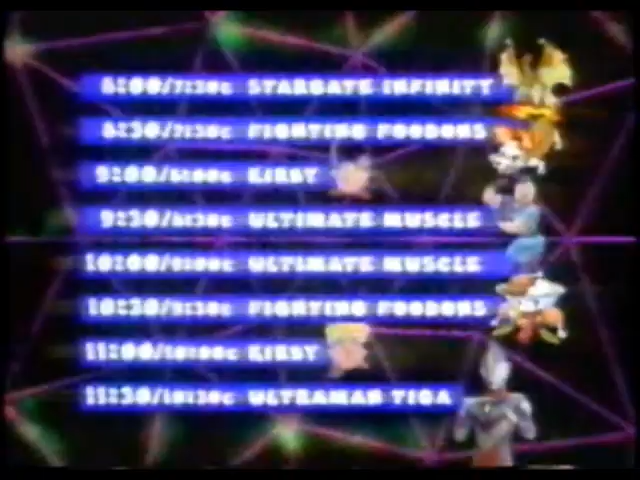 8:00/7:00c STARGATE INFINITY
8:30/7:30c FIGHTING FOODONS
9:00/8:00c KIRBY
9:30/8:30c ULTIMATE MUSCLE
10:00/9:00c ULTIMATE MUSCLE
10:30/9:30c FIGHTING FOODONS
11:00/10:00c KIRBY
11:30/10:30c ULTRAMAN TIGA